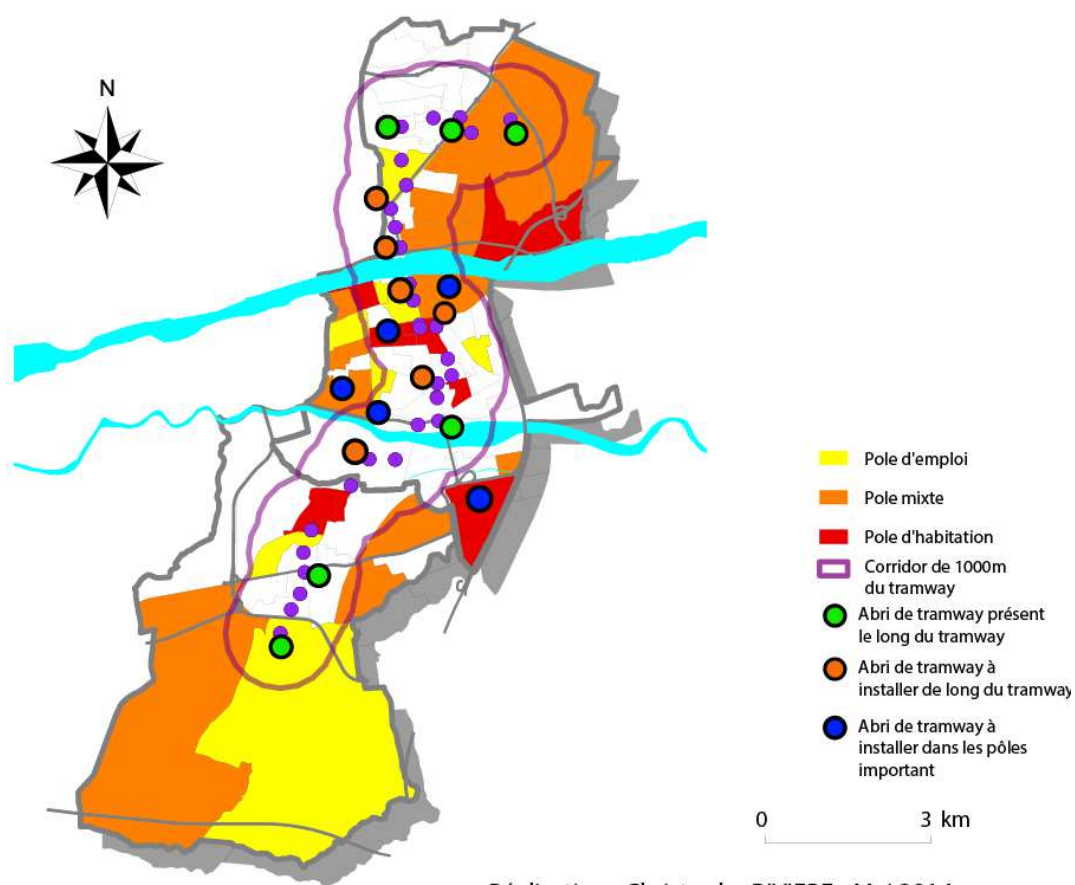 N
Pole d'emploi
Pole mixte
Pole d'habitation
Corridor de 1000m
du tramway
Abri de tramway présent
le long du tramway
Abri de tramway à
installer de long du tramway
Abri de tramway à
installer dans les pôles
important
0 3 km